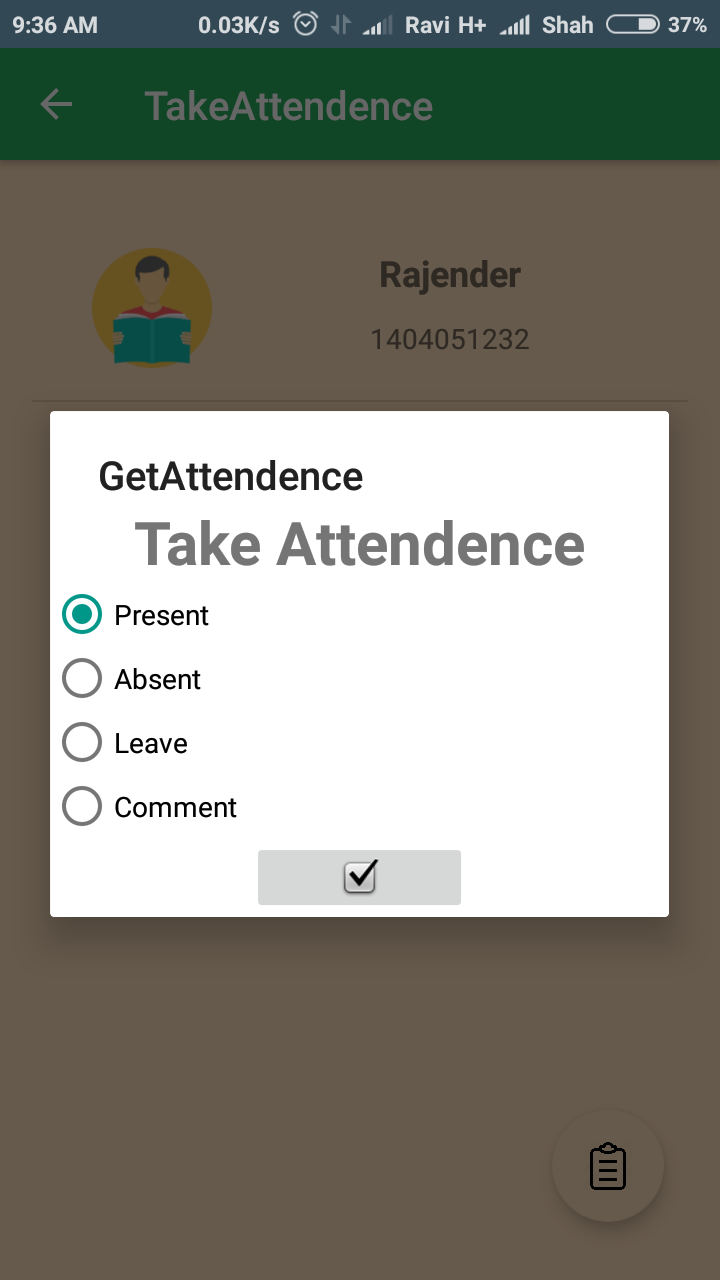 9:36 AM 0.03K/s Ravi H+ Shah 37%
TakeAttendence
Rajender
1404051232
GetAttendence
Take Attendence
Present
Absent
Leave
Comment